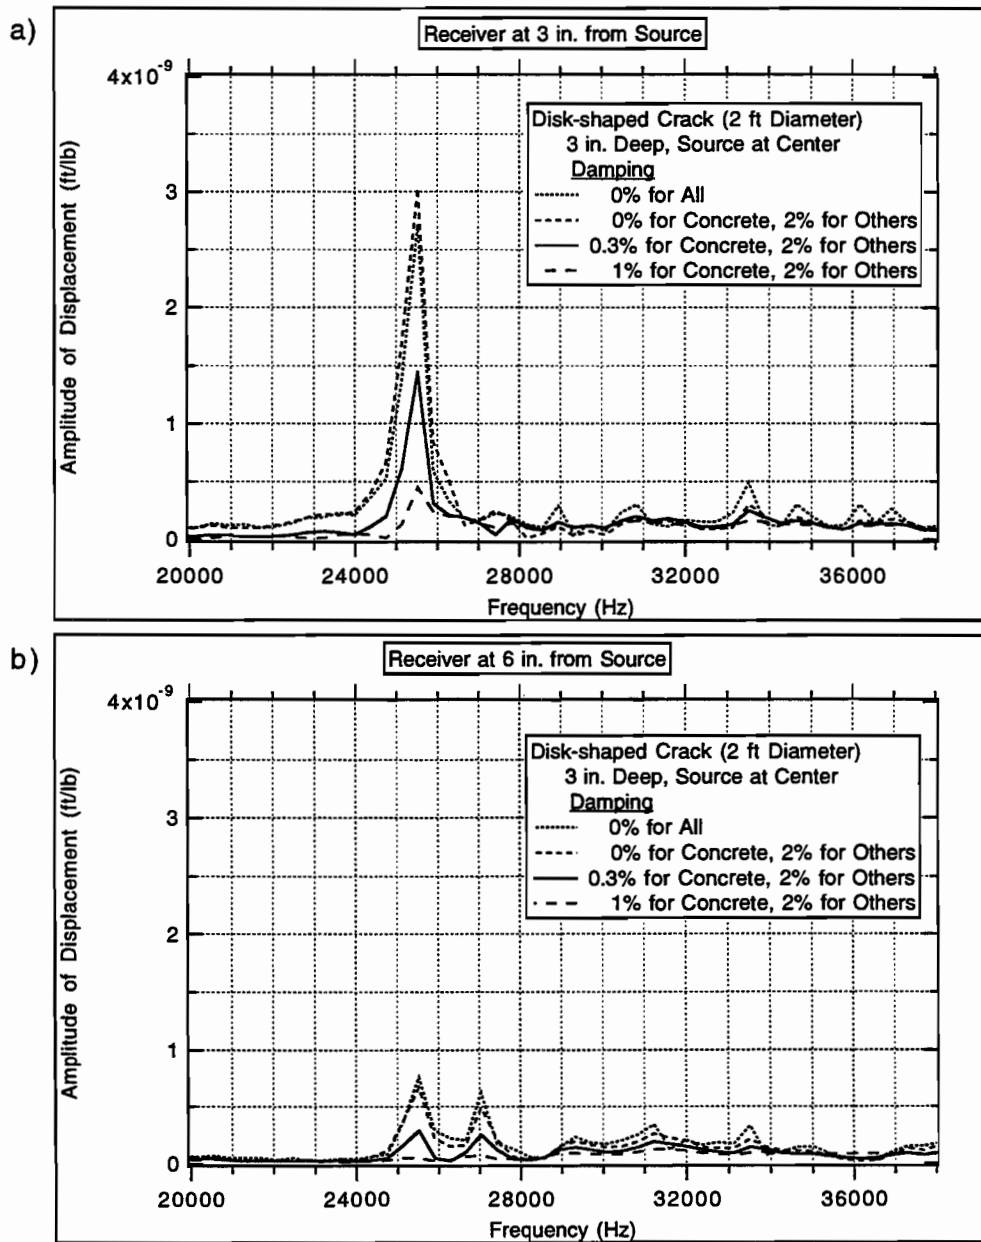 a)
Receiver at 3 in. from Source
4x10-9
3
2
1
0
Amplitude of Displacement (ft/lb)
Disk-shaped Crack (2 ft Diameter)
3 in. Deep, Source at Center
Damping
0% for All
0% for Concrete, 2% for Others
0.3% for Concrete, 2% for Others
1% for Concrete, 2% for Others
20000 24000 28000 32000 36000
Frequency (Hz)
b)
Receiver at 6 in. from Source
4x10-9
3
2
1
0
Amplitude of Displacement (ft/lb)
Disk-shaped Crack (2 ft Diameter)
3 in. Deep, Source at Center
Damping
0% for All
0% for Concrete, 2% for Others
0.3% for Concrete, 2% for Others
1% for Concrete, 2% for Others
20000 24000 28000 32000 36000
Frequency (Hz)